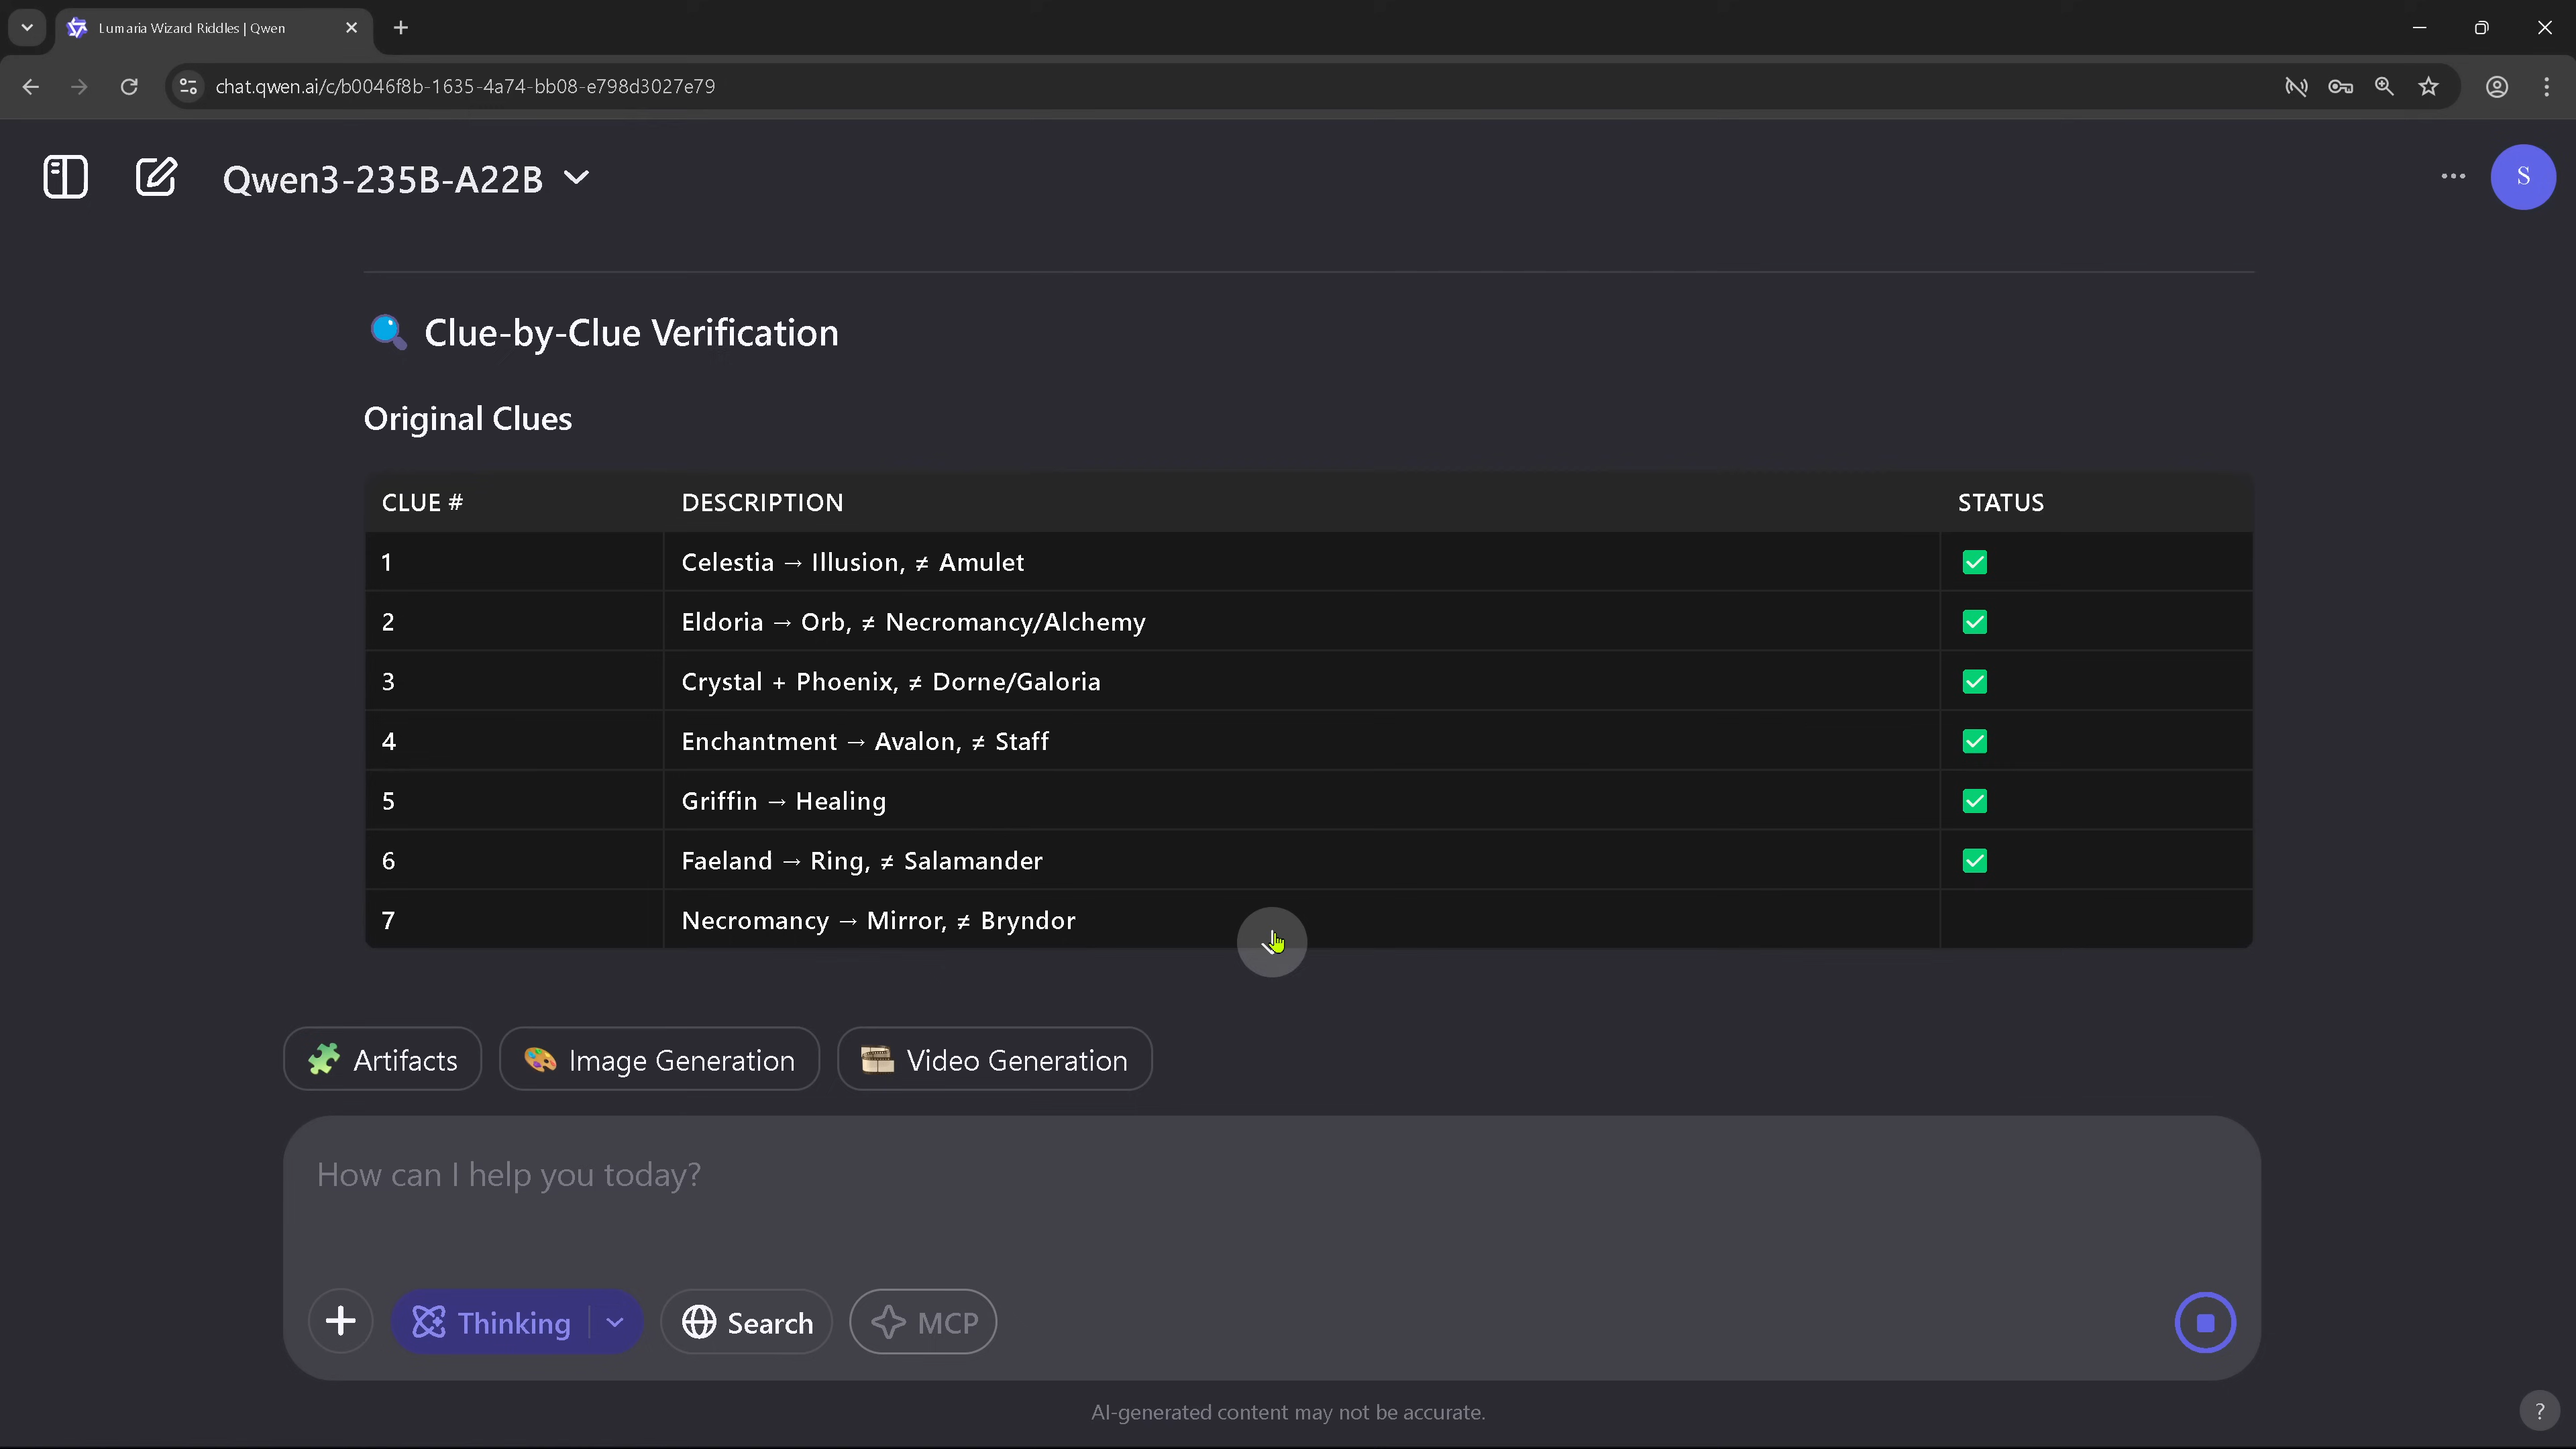 Lumaria Wizard Riddles | Qwen
chat.qwen.ai/c/b0046f8b-1635-4a74-bb08-e798d3027e79
Qwen3-235B-A22B
S
Clue-by-Clue Verification
Original Clues
CLUE # DESCRIPTION STATUS
1 Celestia → Illusion, ≠ Amulet ✅
2 Eldoria → Orb, ≠ Necromancy/Alchemy ✅
3 Crystal + Phoenix, ≠ Dorne/Galoria ✅
4 Enchantment → Avalon, ≠ Staff ✅
5 Griffin → Healing ✅
6 Faeland → Ring, ≠ Salamander ✅
7 Necromancy → Mirror, ≠ Bryndor
Artifacts Image Generation Video Generation
How can I help you today?
Thinking Search MCP
AI-generated content may not be accurate.
?